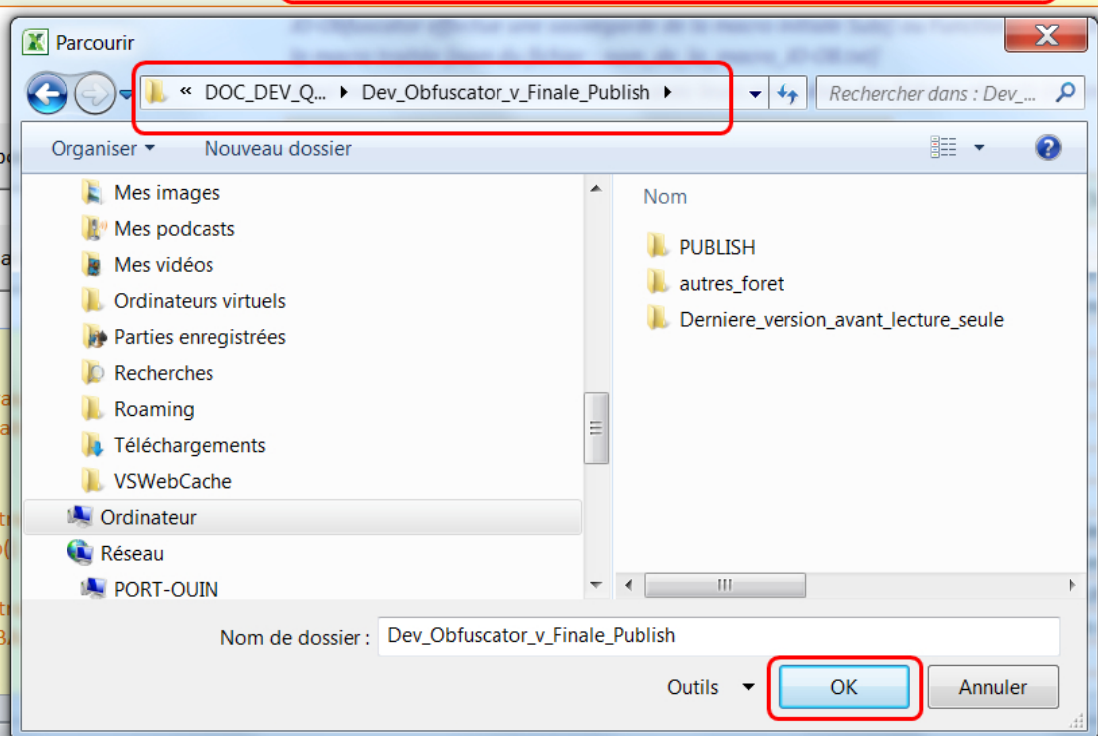 Parcourir
« DOC_DEV_Q... Dev_Obfuscator_v_Finale_Publish
Rechercher dans : Dev_...
Organiser
Nouveau dossier
Mes images
Mes podcasts
Mes vidéos
Ordinateurs virtuels
Parties enregistrées
Recherches
Roaming
Téléchargements
VSWebCache
Ordinateur
Réseau
PORT-OUIN
Nom
PUBLISH
autres_foret
Derniere_version_avant_lecture_seule
Nom de dossier : Dev_Obfuscator_v_Finale_Publish
Outils
OK
Annuler